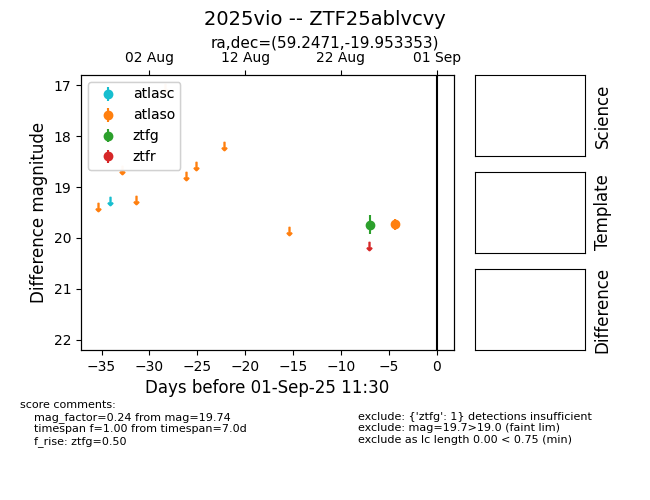 2025vio -- ZTF25ablvcvy
ra,dec=(59.2471,-19.953353)
02 Aug 12 Aug 22 Aug 01 Sep
atlasc
atlaso
ztfg
ztfr
17
18
19
20
21
22
Difference magnitude
−35 −30 −25 −20 −15 −10 −5 0
Days before 01-Sep-25 11:30
Science
Template
Difference
score comments:
mag_factor=0.24 from mag=19.74
timespan f=1.00 from timespan=7.0d
f_rise: ztfg=0.50
exclude: {'ztfg': 1} detections insufficient
exclude: mag=19.7>19.0 (faint lim)
exclude as lc length 0.00 < 0.75 (min)